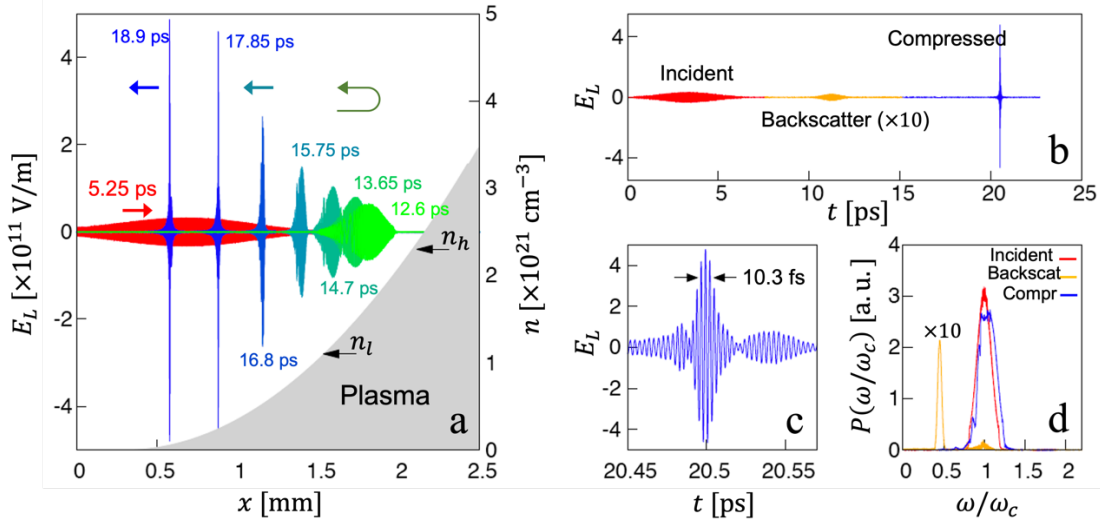 18.9 ps
17.85 ps
15.75 ps
5.25 ps
13.65 ps
12.6 ps
14.7 ps
16.8 ps
n_h
n_l
Plasma
a
4
2
0
-2
-4
E_L [×10^11 V/m]
5
4
3
2
1
0
n [×10^21 cm^−3]
0 0.5 1 1.5 2 2.5
x [mm]
Compressed
Incident
Backscatter (×10)
b
4
0
-4
E_L
0 5 10 15 20 25
t [ps]
10.3 fs
c
4
2
0
-2
-4
E_L
20.45 20.5 20.55
t [ps]
Incident
Backscat
Compr
×10
d
4
3
2
1
0
P(ω/ω_c) [a. u.]
0 0.5 1 1.5 2
ω/ω_c